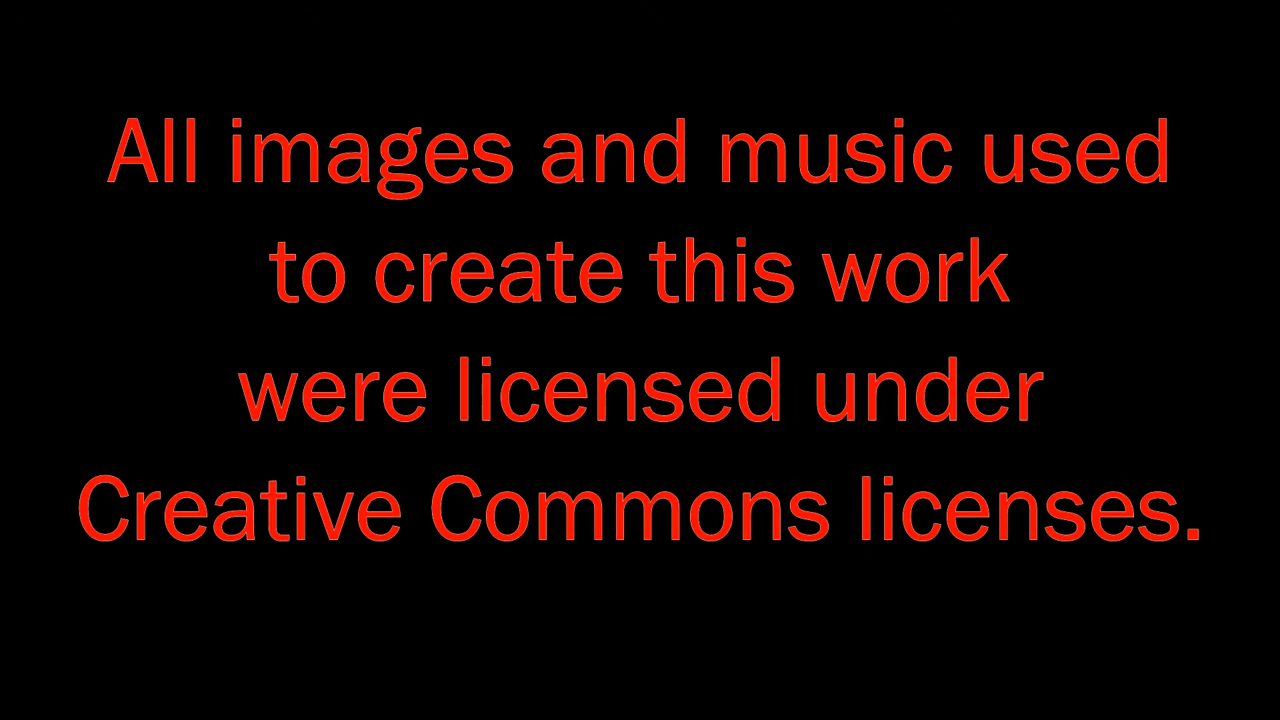 All images and music used
to create this work
were licensed under
Creative Commons licenses.